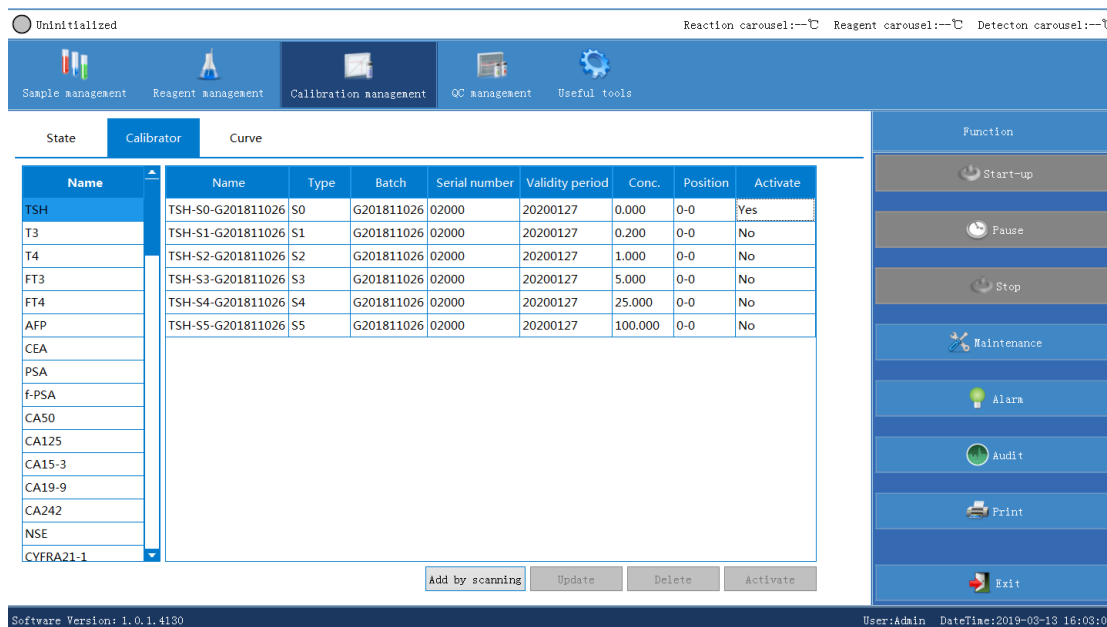 Uninitialized Reaction carousel:--℃ Reagent carousel:--℃ Detecton carousel:--℃
Sample management Reagent management Calibration management QC management Useful tools
State Calibrator Curve
Function
Start-up
Pause
Stop
Maintenance
Alarm
Audit
Print
Exit
Name
TSH
T3
T4
FT3
FT4
AFP
CEA
PSA
f-PSA
CA50
CA125
CA15-3
CA19-9
CA242
NSE
CYFRA21-1
Name Type Batch Serial number Validity period Conc. Position Activate
TSH-S0-G201811026 S0 G201811026 02000 20200127 0.000 0-0 Yes
TSH-S1-G201811026 S1 G201811026 02000 20200127 0.200 0-0 No
TSH-S2-G201811026 S2 G201811026 02000 20200127 1.000 0-0 No
TSH-S3-G201811026 S3 G201811026 02000 20200127 5.000 0-0 No
TSH-S4-G201811026 S4 G201811026 02000 20200127 25.000 0-0 No
TSH-S5-G201811026 S5 G201811026 02000 20200127 100.000 0-0 No
Add by scanning Update Delete Activate
Software Version: 1.0.1.4130 User:Admin DateTime:2019-03-13 16:03:0